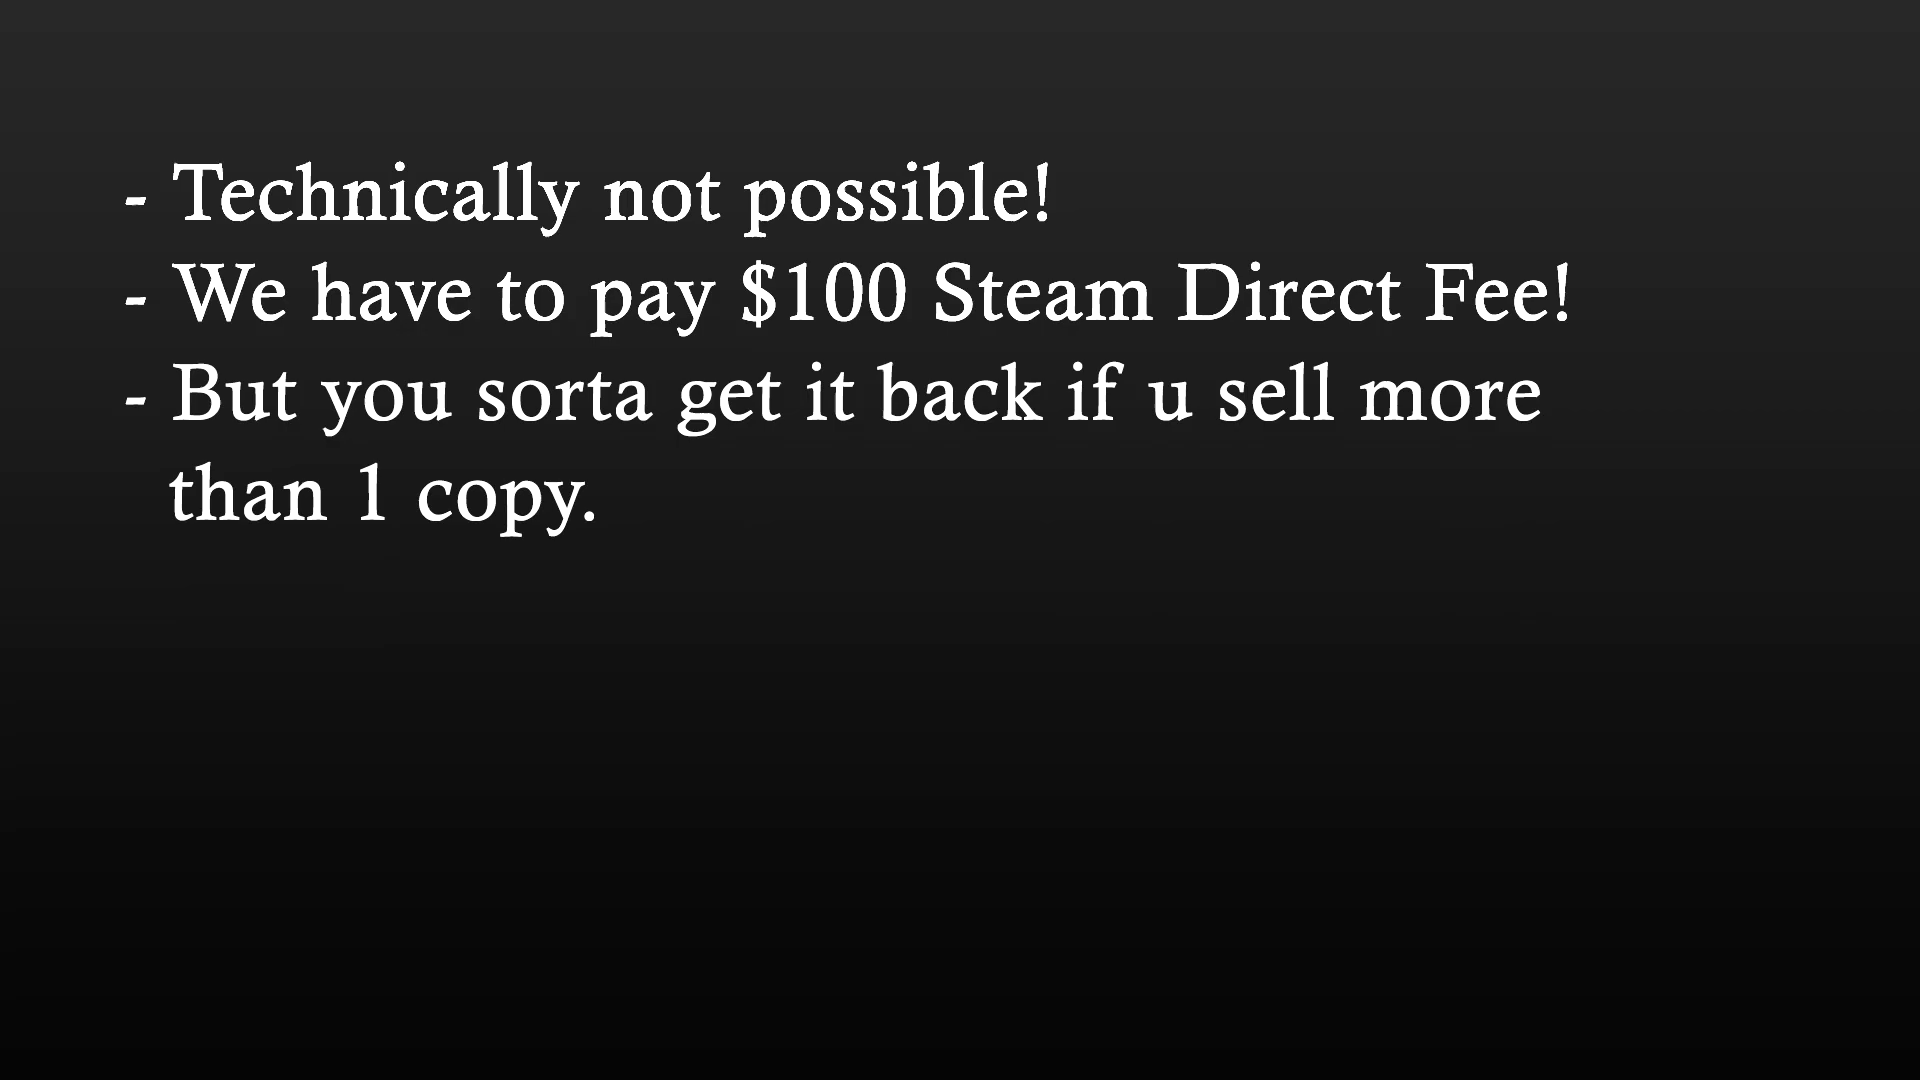 - Technically not possible!
- We have to pay $100 Steam Direct Fee!
- But you sorta get it back if u sell more
than 1 copy.